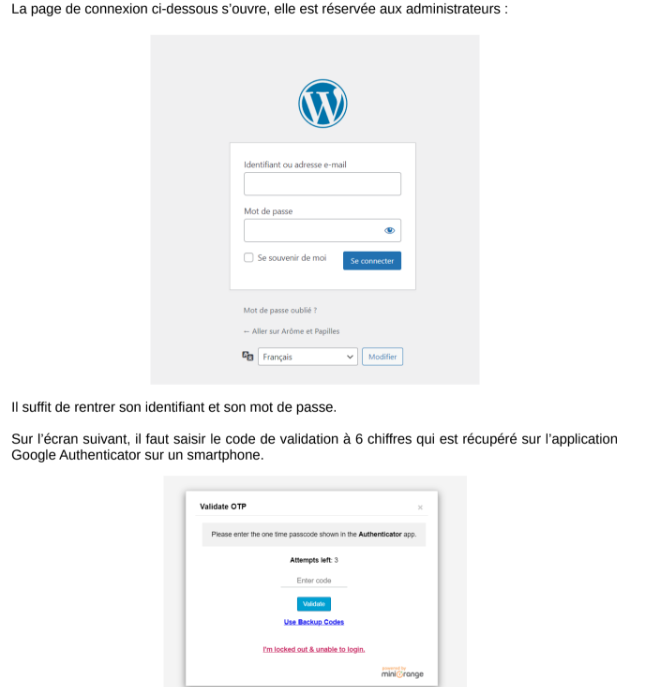 La page de connexion ci-dessous s'ouvre, elle est réservée aux administrateurs :
Identifiant ou adresse e-mail
Mot de passe
Se souvenir de moi
Se connecter
Mot de passe oublié ?
← Aller sur Arôme et Papilles
Français
Modifier
Il suffit de rentrer son identifiant et son mot de passe.
Sur l'écran suivant, il faut saisir le code de validation à 6 chiffres qui est récupéré sur l'application
Google Authenticator sur un smartphone.
Validate OTP
Please enter the one time passcode shown in the Authenticator app.
Attempts left: 3
Enter code
Validate
Use Backup Codes
I'm locked out & unable to login.
powered by
miniOrange